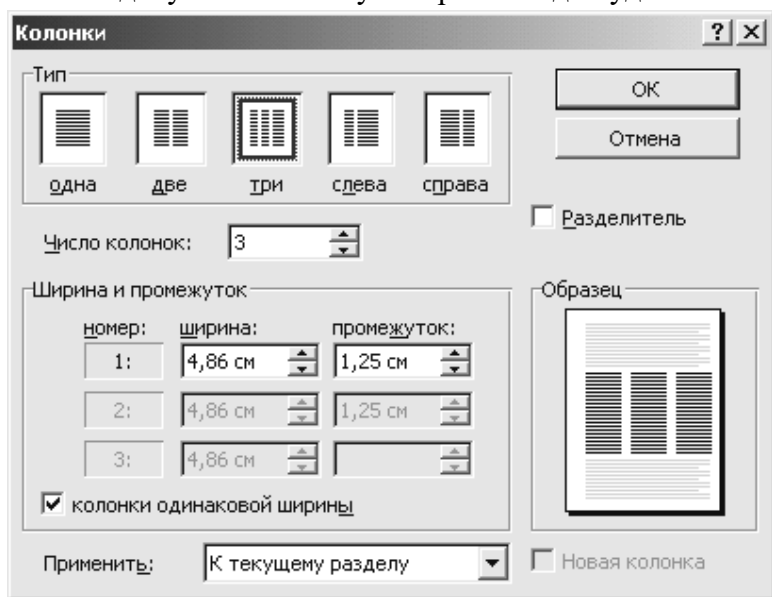 Колонки
Тип
одна две три слева справа
ОК
Отмена
Число колонок: 3
Разделитель
Ширина и промежуток
номер: ширина: промежуток:
1: 4,86 см 1,25 см
2: 4,86 см 1,25 см
3: 4,86 см
колонки одинаковой ширины
Образец
Применить: К текущему разделу
Новая колонка